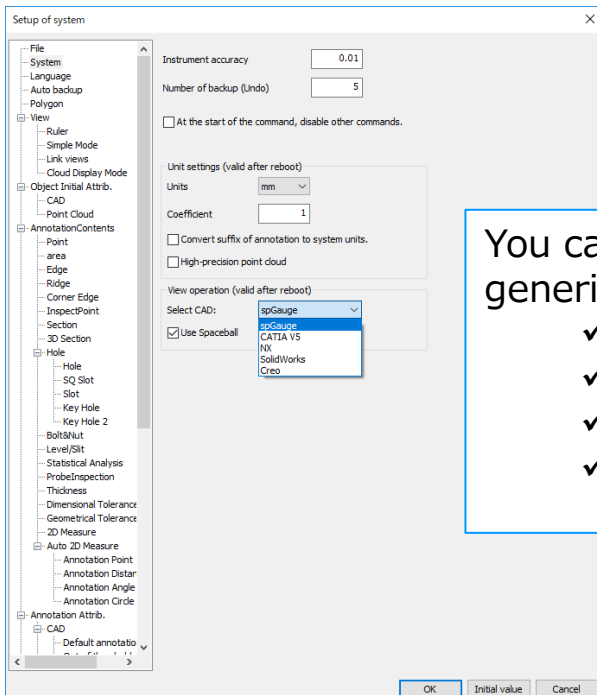 Setup of system
File
System
Language
Auto backup
Polygon
View
Ruler
Simple Mode
Link views
Cloud Display Mode
Object Initial Attrib.
CAD
Point Cloud
AnnotationContents
Point
area
Edge
Ridge
Corner Edge
InspectPoint
Section
3D Section
Hole
Hole
SQ Slot
Slot
Key Hole
Key Hole 2
Bolt&Nut
Level/Slit
Statistical Analysis
ProbeInspection
Thickness
Dimensional Tolerance
Geometrical Tolerance
2D Measure
Auto 2D Measure
Annotation Point
Annotation Distan
Annotation Angle
Annotation Circle
Annotation Attrib.
CAD
Default annotatio
Instrument accuracy 0.01
Number of backup (Undo) 5
At the start of the command, disable other commands.
Unit settings (valid after reboot)
Units mm
Coefficient 1
Convert suffix of annotation to system units.
High-precision point cloud
View operation (valid after reboot)
Select CAD: spGauge
spGauge
CATIA V5
NX
SolidWorks
Creo
Use Spaceball
OK Initial value Cancel
You ca
generi